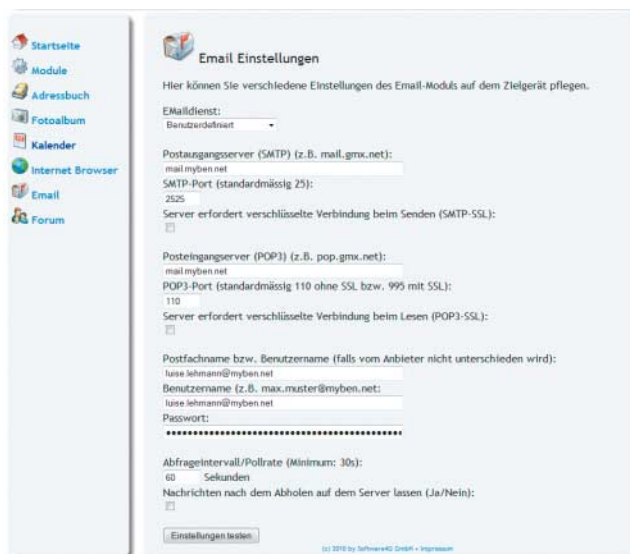 Startseite
Module
Adressbuch
Fotoalbum
Kalender
Internet Browser
Email
Forum
Email Einstellungen
Hier können Sie verschiedene Einstellungen des Email-Moduls auf dem Zielgerät pflegen.
EMaildienst:
Benutzerdefiniert
Postausgangsserver (SMTP) (z.B. mail.gmx.net):
mail.myben.net
SMTP-Port (standardmässig 25):
2525
Server erfordert verschlüsselte Verbindung beim Senden (SMTP-SSL):
Posteingangserver (POP3) (z.B. pop.gmx.net):
mail.myben.net
POP3-Port (standardmässig 110 ohne SSL bzw. 995 mit SSL):
110
Server erfordert verschlüsselte Verbindung beim Lesen (POP3-SSL):
Postfachname bzw. Benutzername (falls vom Anbieter nicht unterschieden wird):
luise.lehmann@myben.net
Benutzername (z.B. max.muster@myben.net:
luise.lehmann@myben.net
Passwort:
Abfrageintervall/Pollrate (Minimum: 30s):
60 Sekunden
Nachrichten nach dem Abholen auf dem Server lassen (Ja/Nein):
Einstellungen testen
(c) 2010 by Software4G GmbH • Impressum